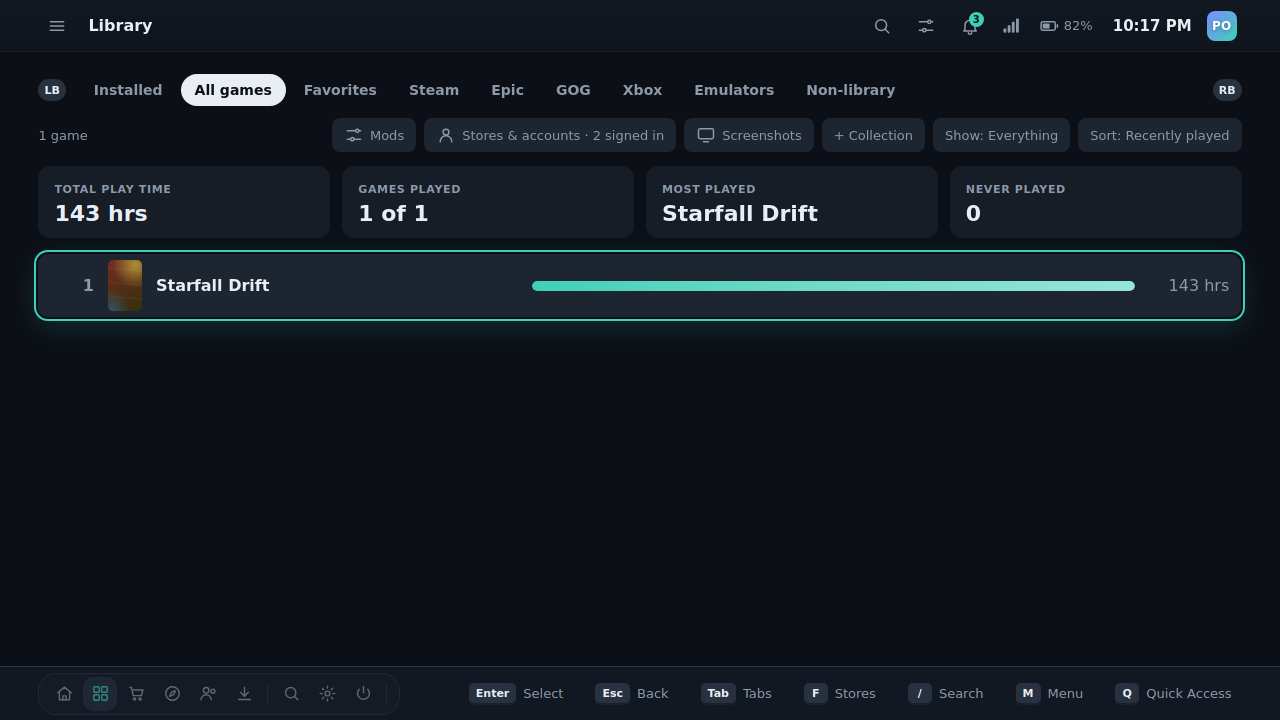 Library
3
82%
10:17 PM
PO
LB
Installed
All games
Favorites
Steam
Epic
GOG
Xbox
Emulators
Non-library
RB
1 game
Mods
Stores & accounts · 2 signed in
Screenshots
+ Collection
Show: Everything
Sort: Recently played
TOTAL PLAY TIME
143 hrs
GAMES PLAYED
1 of 1
MOST PLAYED
Starfall Drift
NEVER PLAYED
0
1
Starfall Drift
143 hrs
Enter Select
Esc Back
Tab Tabs
F Stores
/ Search
M Menu
Q Quick Access